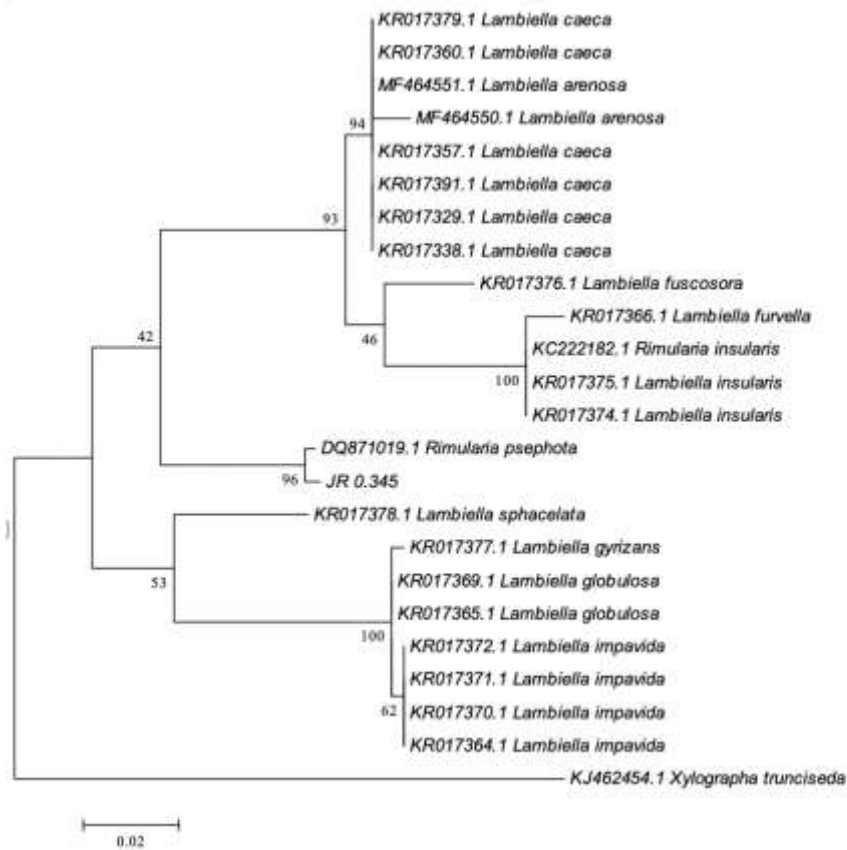 KR017379.1 Lambiella caeca
KR017360.1 Lambiella caeca
MF464551.1 Lambiella arenosa
94
MF464550.1 Lambiella arenosa
KR017357.1 Lambiella caeca
KR017391.1 Lambiella caeca
93
KR017329.1 Lambiella caeca
KR017338.1 Lambiella caeca
KR017376.1 Lambiella fuscosora
KR017366.1 Lambiella furvella
42
46
KC222182.1 Rimularia insularis
100
KR017375.1 Lambiella insularis
KR017374.1 Lambiella insularis
DQ871019.1 Rimularia psephota
96
JR 0.345
KR017378.1 Lambiella sphacelata
KR017377.1 Lambiella gyrizans
53
KR017369.1 Lambiella globulosa
KR017365.1 Lambiella globulosa
100
KR017372.1 Lambiella impavida
KR017371.1 Lambiella impavida
62
KR017370.1 Lambiella impavida
KR017364.1 Lambiella impavida
KJ462454.1 Xylographa trunciseda
0.02